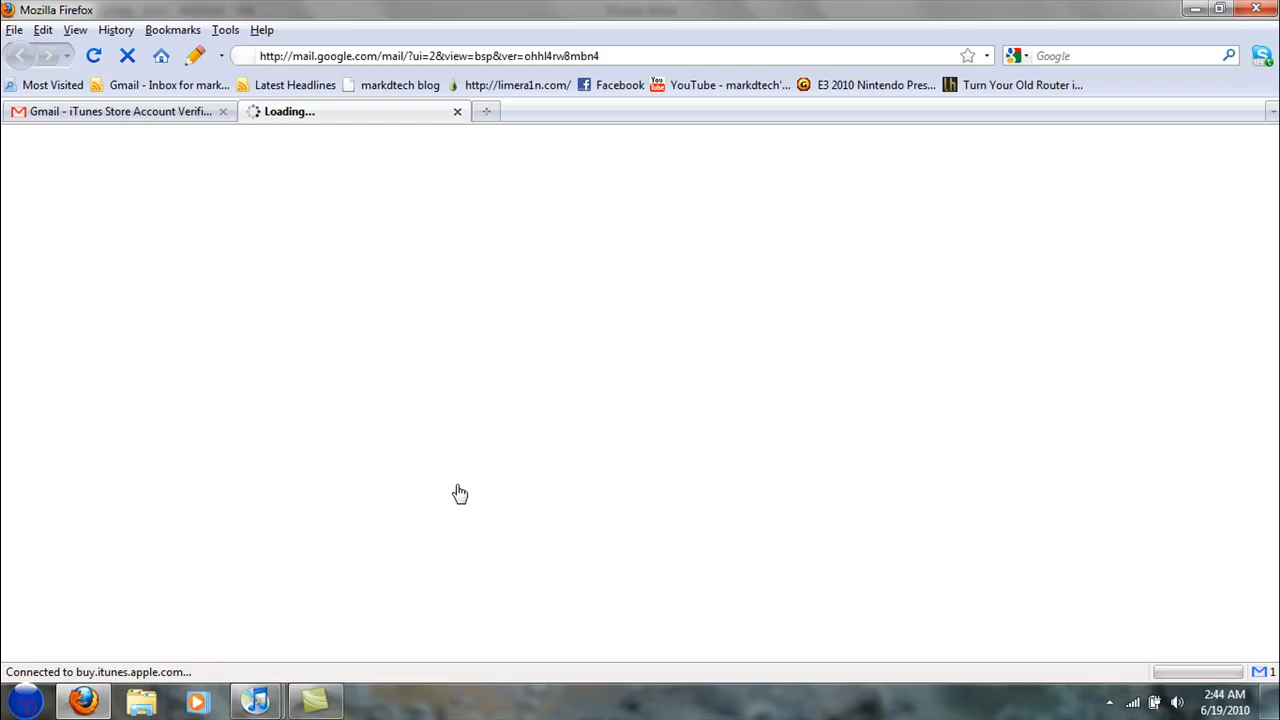 Mozilla Firefox
File Edit View History Bookmarks Tools Help
http://mail.google.com/mail/?ui=2&view=bsp&ver=ohhl4rw8mbn4 Google
Most Visited Gmail - Inbox for mark... Latest Headlines markdtech blog http://limera1n.com/ Facebook YouTube - markdtech'... E3 2010 Nintendo Pres... Turn Your Old Router i...
Gmail - iTunes Store Account Verifi... Loading...
Connected to buy.itunes.apple.com... 1
2:44 AM
6/19/2010